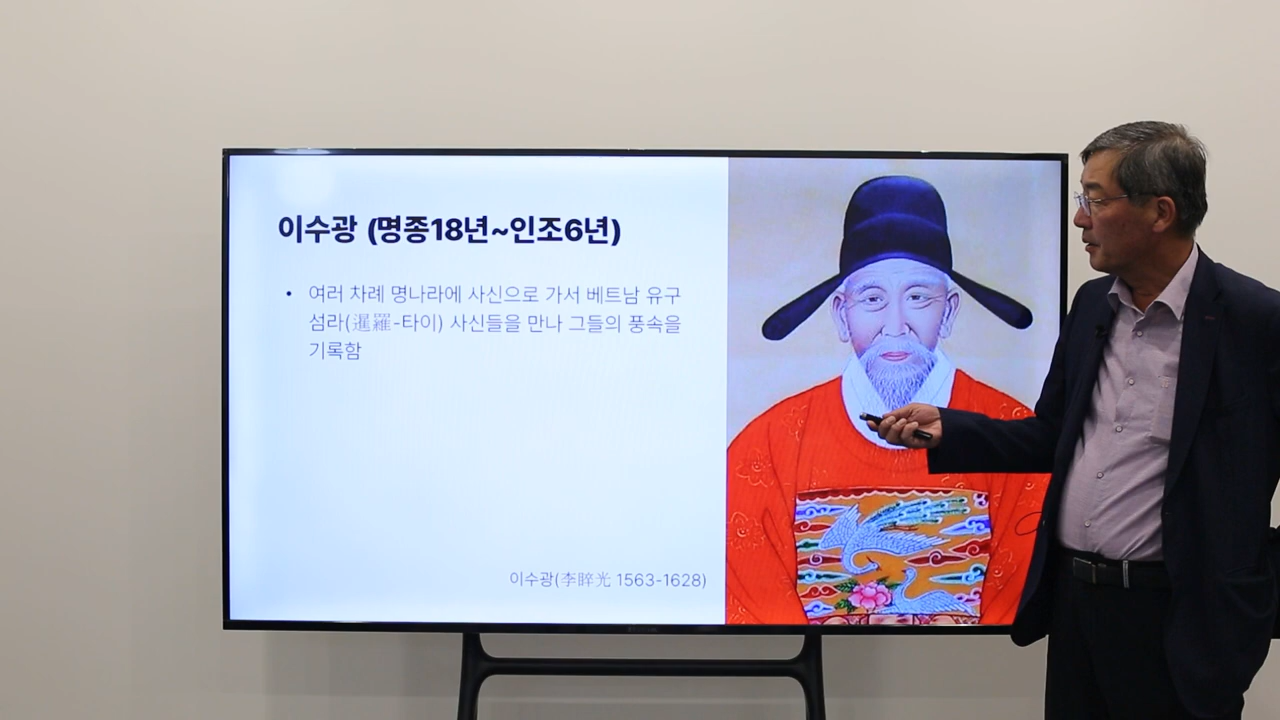 이수광 (명종18년~인조6년)
• 여러 차례 명나라에 사신으로 가서 베트남 유구
섬라(暹羅-타이) 사신들을 만나 그들의 풍속을
기록함
이수광(李睟光 1563-1628)